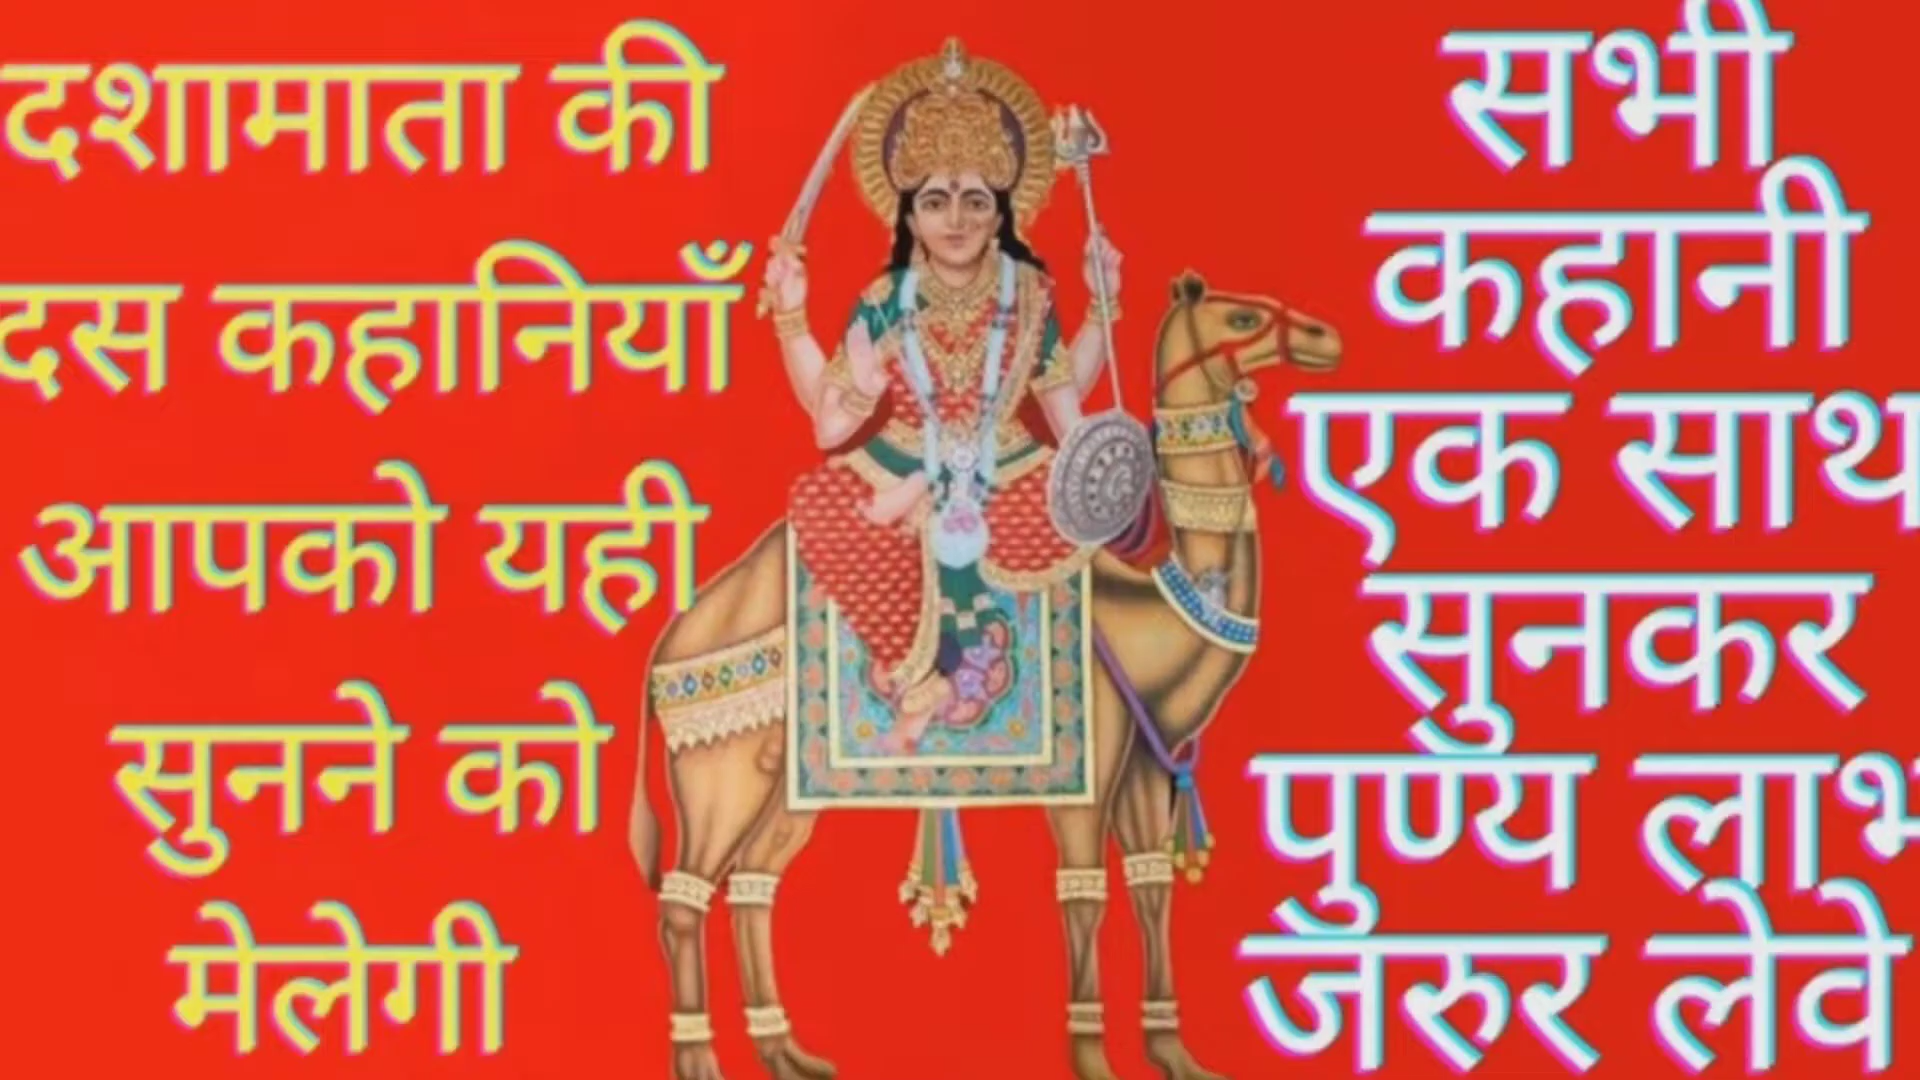 दशामाता की
दस कहानियाँ
आपको यही
सुनने को
मेलेगी
सभी
कहानी
एक साथ
सुनकर
पुण्य लाभ
जरुर लेवे